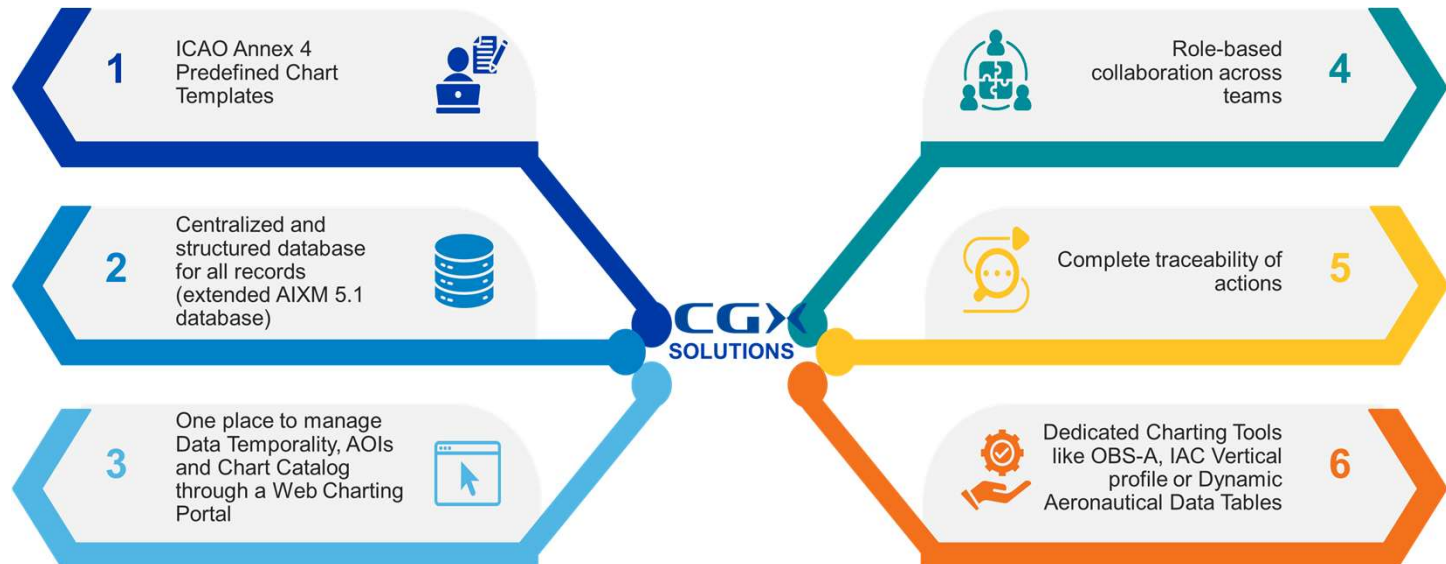 1
ICAO Annex 4
Predefined Chart
Templates
2
Centralized and
structured database
for all records
(extended AIXM 5.1
database)
3
One place to manage
Data Temporality, AOIs
and Chart Catalog
through a Web Charting
Portal
CGX
SOLUTIONS
Role-based
collaboration across
teams
4
Complete traceability of
actions
5
Dedicated Charting Tools
like OBS-A, IAC Vertical
profile or Dynamic
Aeronautical Data Tables
6